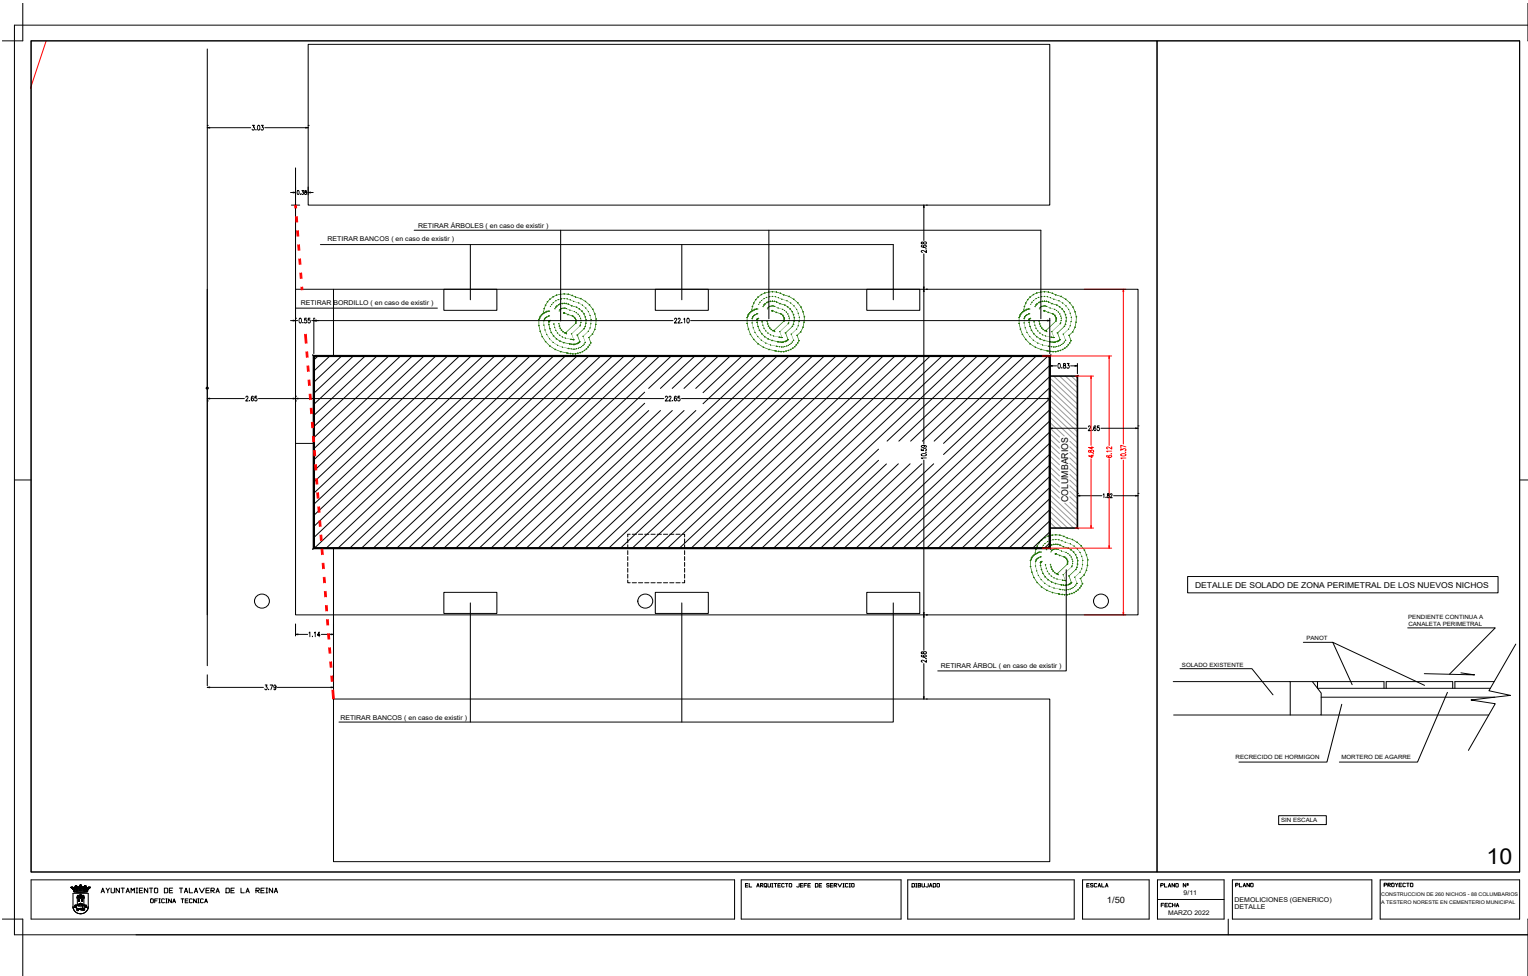 3.03
0.38
RETIRAR ÁRBOLES ( en caso de existir )
RETIRAR BANCOS ( en caso de existir )
2.68
RETIRAR BORDILLO ( en caso de existir )
0.55
22.10
0.83
2.65
22.65
2.65
10.59
COLUMBARIOS
4.84
6.12
10.37
1.82
1.14
2.68
RETIRAR ÁRBOL ( en caso de existir )
3.79
RETIRAR BANCOS ( en caso de existir )
DETALLE DE SOLADO DE ZONA PERIMETRAL DE LOS NUEVOS NICHOS
PENDIENTE CONTINUA A
CANALETA PERIMETRAL
PANOT
SOLADO EXISTENTE
RECRECIDO DE HORMIGON
MORTERO DE AGARRE
SIN ESCALA
10
AYUNTAMIENTO DE TALAVERA DE LA REINA
OFICINA TECNICA
EL ARQUITECTO JEFE DE SERVICIO
DIBUJADO
ESCALA
1/50
PLANO Nº
9/11
FECHA
MARZO 2022
PLANO
DEMOLICIONES (GENERICO)
DETALLE
PROYECTO
CONSTRUCCION DE 260 NICHOS - 86 COLUMBARIOS
A TESTERO NORESTE EN CEMENTERIO MUNICIPAL